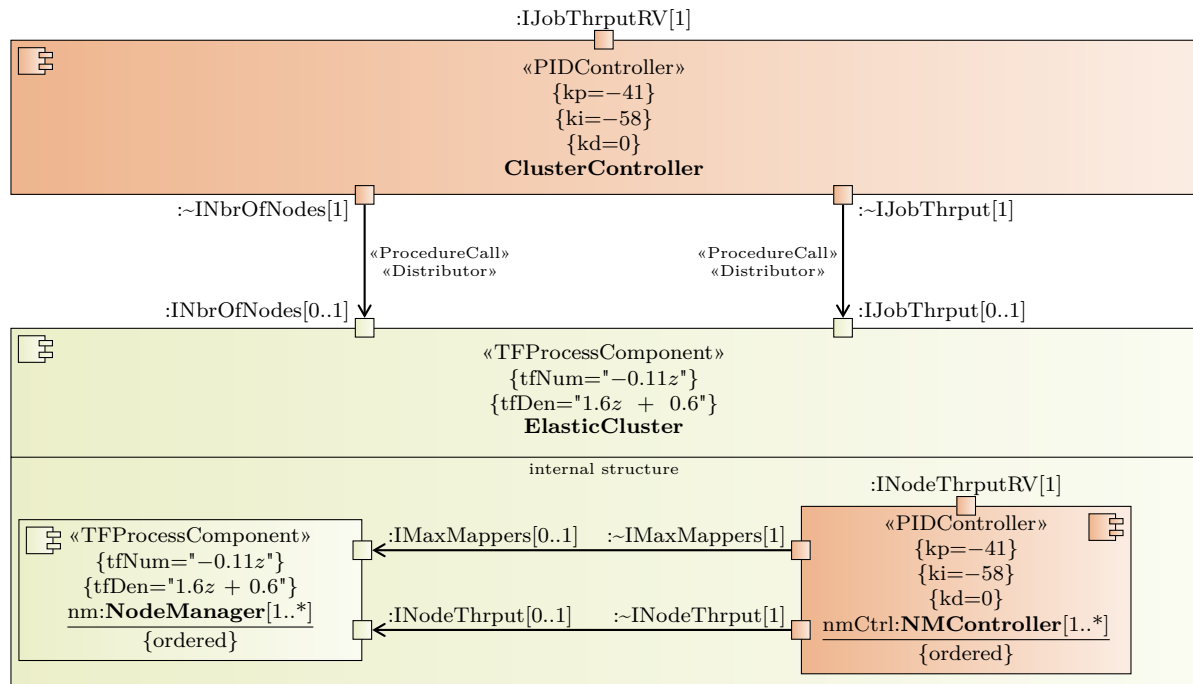 :IJobThrputRV[1]
«PIDController»
{kp=−41}
{ki=−58}
{kd=0}
ClusterController
:~INbrOfNodes[1]
:~IJobThrput[1]
«ProcedureCall»
«Distributor»
«ProcedureCall»
«Distributor»
:INbrOfNodes[0..1]
:IJobThrput[0..1]
«TFProcessComponent»
{tfNum="−0.11z"}
{tfDen="1.6z + 0.6"}
ElasticCluster
internal structure
:INodeThrputRV[1]
«TFProcessComponent»
{tfNum="−0.11z"}
{tfDen="1.6z + 0.6"}
nm:NodeManager[1..*]
{ordered}
:IMaxMappers[0..1]
:~IMaxMappers[1]
:INodeThrput[0..1]
:~INodeThrput[1]
«PIDController»
{kp=−41}
{ki=−58}
{kd=0}
nmCtrl:NMController[1..*]
{ordered}